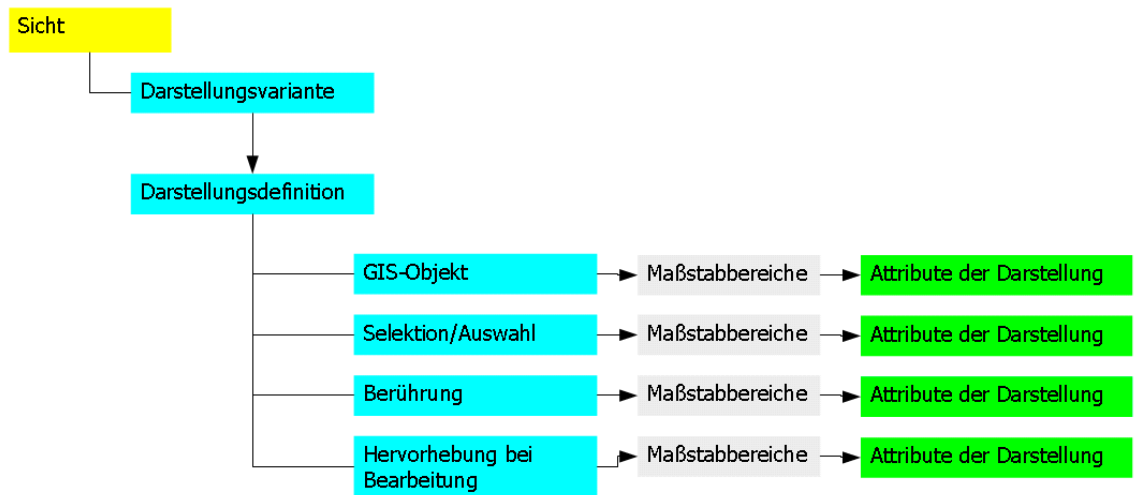 Sicht
Darstellungsvariante
Darstellungsdefinition
GIS-Objekt Maßstabbereiche Attribute der Darstellung
Selektion/Auswahl Maßstabbereiche Attribute der Darstellung
Berührung Maßstabbereiche Attribute der Darstellung
Hervorhebung bei
Bearbeitung
Maßstabbereiche Attribute der Darstellung